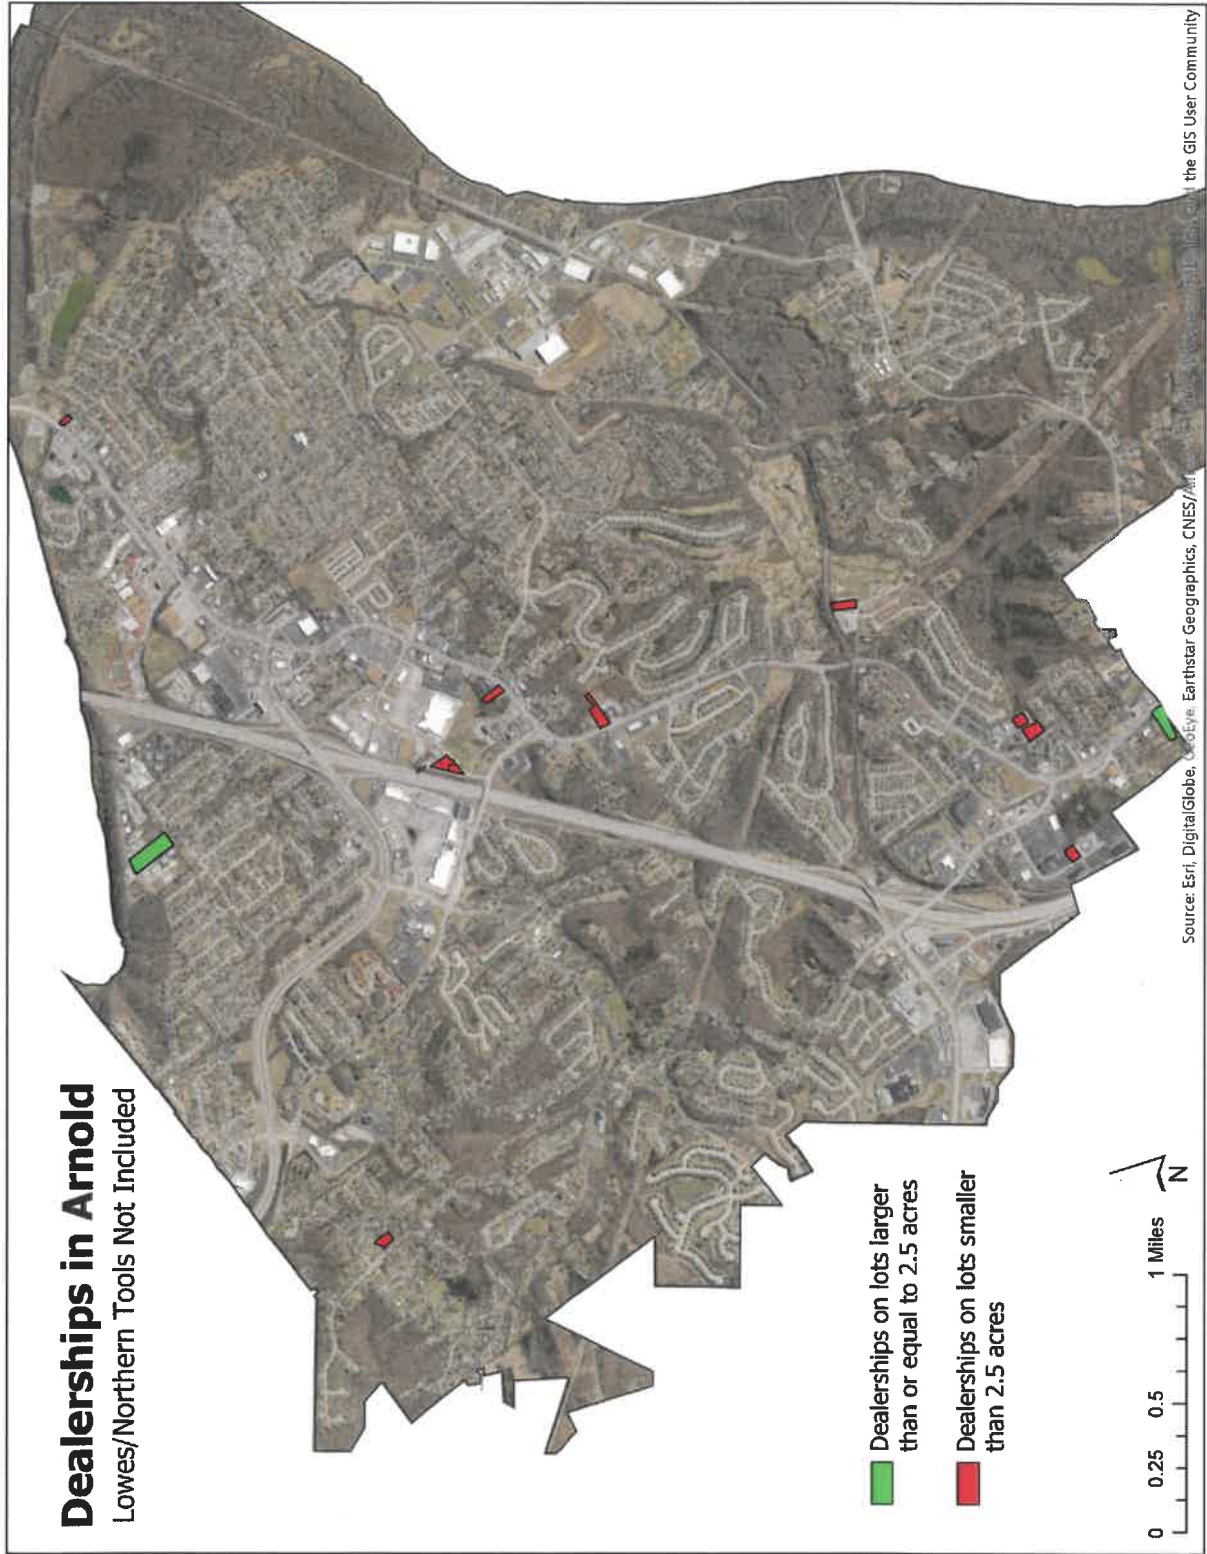 Dealerships in Arnold
Lowes/Northern Tools Not Included
Dealerships on lots larger
than or equal to 2.5 acres
Dealerships on lots smaller
than 2.5 acres
0 0.25 0.5 1 Miles
N
Source: Esri, DigitalGlobe, GeoEye, Earthstar Geographics, the GIS User Community